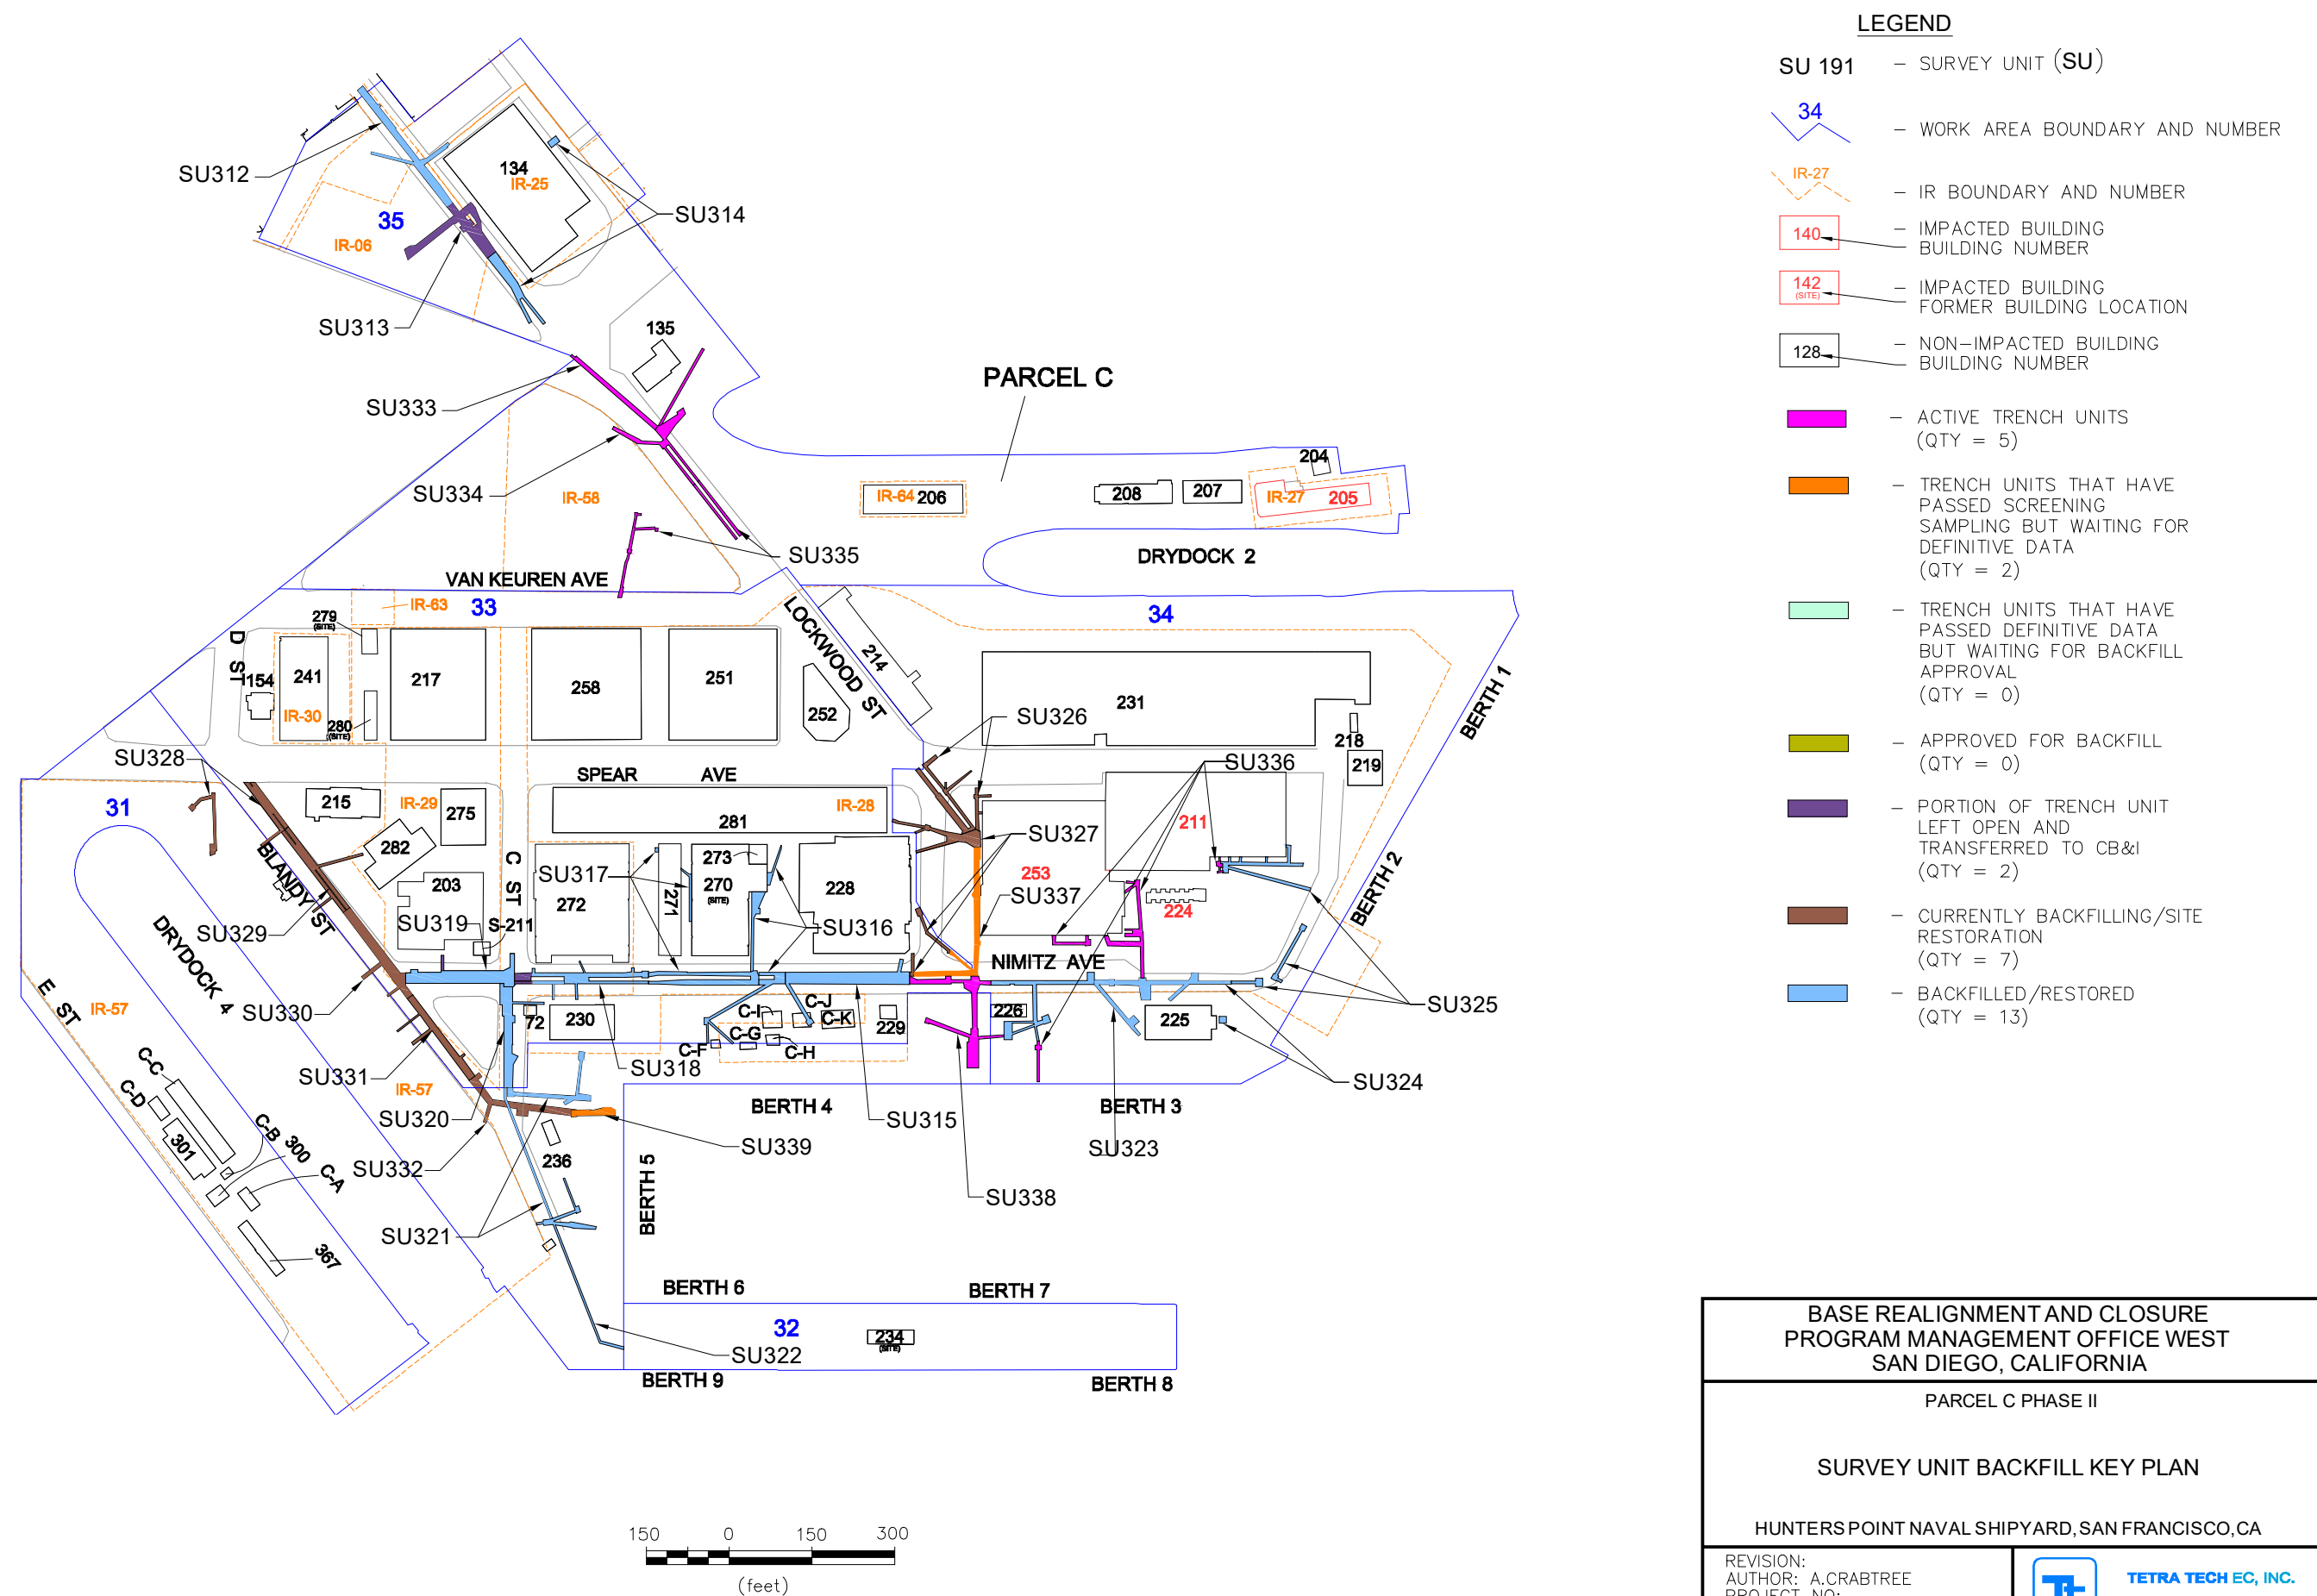 LEGEND
SU 191 - SURVEY UNIT (SU)
34 - WORK AREA BOUNDARY AND NUMBER
IR-27 - IR BOUNDARY AND NUMBER
140 - IMPACTED BUILDING
BUILDING NUMBER
142 (SITE) - IMPACTED BUILDING
FORMER BUILDING LOCATION
128 - NON-IMPACTED BUILDING
BUILDING NUMBER
- ACTIVE TRENCH UNITS
(QTY = 5)
- TRENCH UNITS THAT HAVE
PASSED SCREENING
SAMPLING BUT WAITING FOR
DEFINITIVE DATA
(QTY = 2)
- TRENCH UNITS THAT HAVE
PASSED DEFINITIVE DATA
BUT WAITING FOR BACKFILL
APPROVAL
(QTY = 0)
- APPROVED FOR BACKFILL
(QTY = 0)
- PORTION OF TRENCH UNIT
LEFT OPEN AND
TRANSFERRED TO CB&I
(QTY = 2)
- CURRENTLY BACKFILLING/SITE
RESTORATION
(QTY = 7)
- BACKFILLED/RESTORED
(QTY = 13)
SU312
134
IR-25
SU314
35
IR-06
SU313
135
PARCEL C
SU333
204
SU334
IR-58
IR-64 206
208
207
IR-27 205
SU335
DRYDOCK 2
VAN KEUREN AVE
IR-63
33
34
279
(SITE)
D ST
LOCKWOOD ST
214
154
241
217
258
251
IR-30
280
(SITE)
252
231
BERTH 1
SU326
218
219
SU328
SPEAR AVE
SU336
31
215
IR-29
275
IR-28
281
211
SU327
282
BLANDY ST
C ST
273
SU317
270
(SITE)
271
228
253
203
272
SU337
224
BERTH 2
DRYDOCK 4
SU329
SU319
S-211
SU316
NIMITZ AVE
E ST
IR-57
SU330
72
230
C-I
C-J
C-K
229
226
225
SU325
C-G
C-F
C-H
C-C
C-D
SU331
IR-57
SU318
SU324
BERTH 4
BERTH 3
SU320
SU315
C-B
300
301
C-A
SU332
236
SU339
SU323
BERTH 5
SU338
SU321
367
BERTH 6
BERTH 7
32
234
(SITE)
SU322
BERTH 9
BERTH 8
150 0 150 300
(feet)
BASE REALIGNMENT AND CLOSURE
PROGRAM MANAGEMENT OFFICE WEST
SAN DIEGO, CALIFORNIA
PARCEL C PHASE II
SURVEY UNIT BACKFILL KEY PLAN
HUNTERS POINT NAVAL SHIPYARD, SAN FRANCISCO, CA
REVISION:
AUTHOR: A.CRABTREE
PROJECT NO:
TETRA TECH EC, INC.